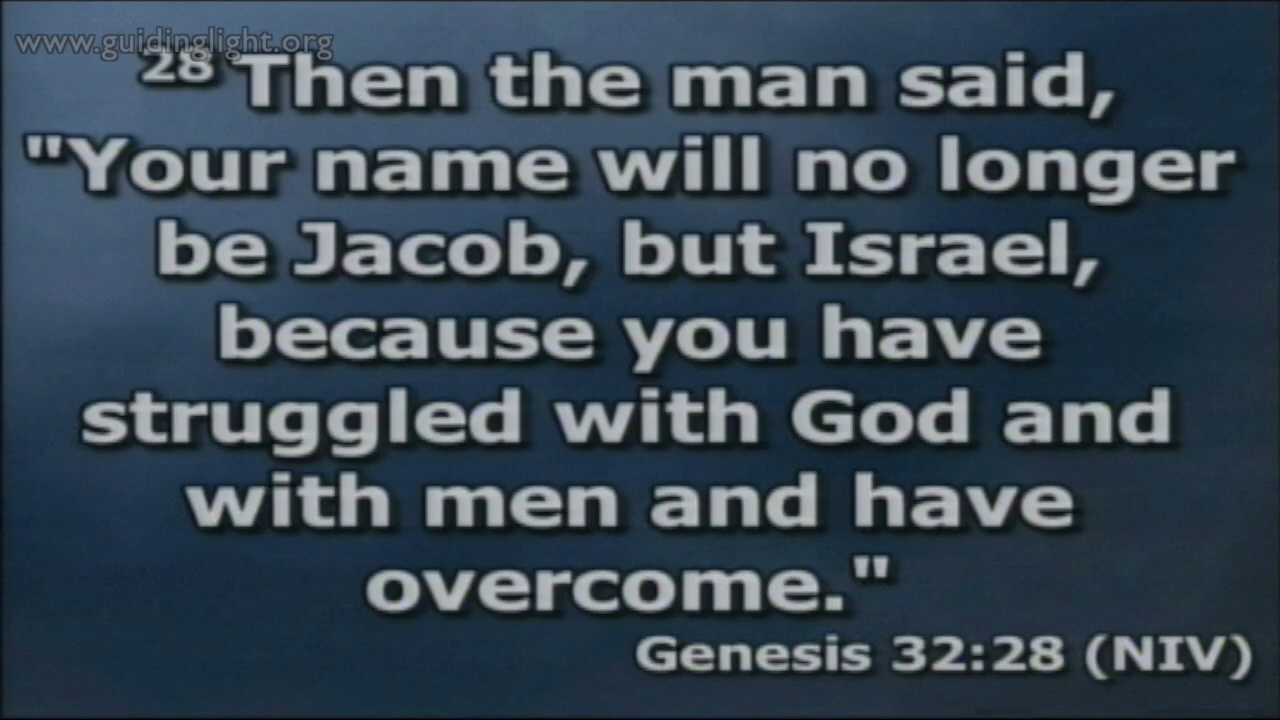 www.guidinglight.org
28 Then the man said,
"Your name will no longer
be Jacob, but Israel,
because you have
struggled with God and
with men and have
overcome."
Genesis 32:28 (NIV)